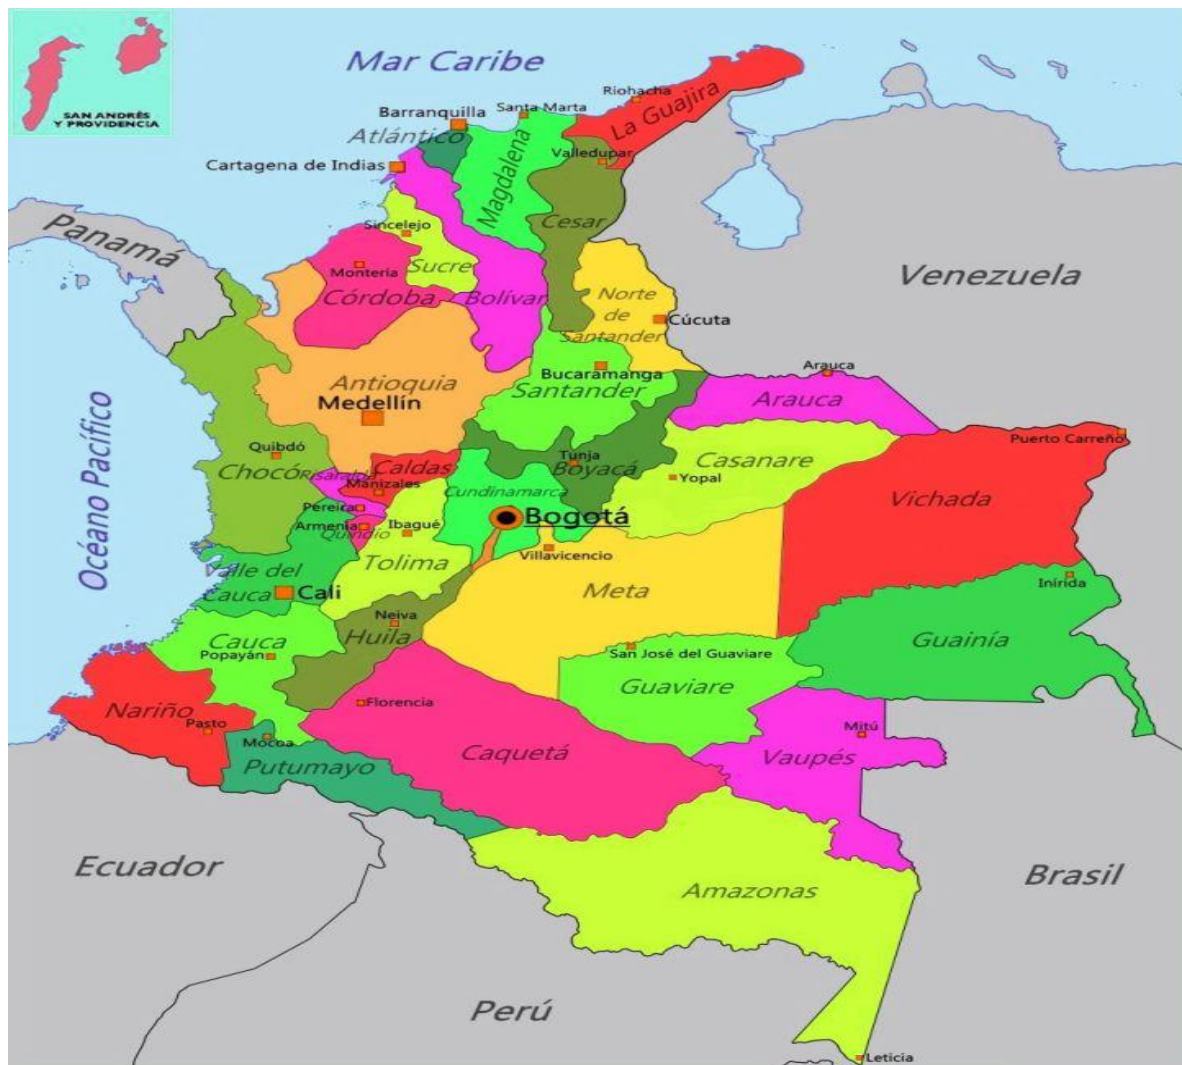 Mar Caribe
SAN ANDRÉS
Y PROVIDENCIA
Riohacha
La Guajira
Santa Marta
Barranquilla
Atlántico
Magdalena
Valledupar
Cartagena de Indias
Cesar
Panamá
Sincelejo
Sucre
Montería
Córdoba
Bolívar
Venezuela
Norte
de
Santander
Cúcuta
Arauca
Arauca
Bucaramanga
Santander
Antioquia
Medellín
Océano Pacífico
Quibdó
Chocó
Risaralda
Caldas
Manizales
Tunja
Boyacá
Casanare
Yopal
Puerto Carreño
Vichada
Cundinamarca
Bogotá
Pereira
Armenia
Quindío
Ibagué
Tolima
Villavicencio
Meta
Valle del
Cauca
Cali
Inírida
Guainía
Neiva
Huila
Cauca
Popayán
San José del Guaviare
Guaviare
Nariño
Pasto
Florencia
Mocoa
Putumayo
Caquetá
Mitú
Vaupés
Ecuador
Brasil
Amazonas
Perú
Leticia